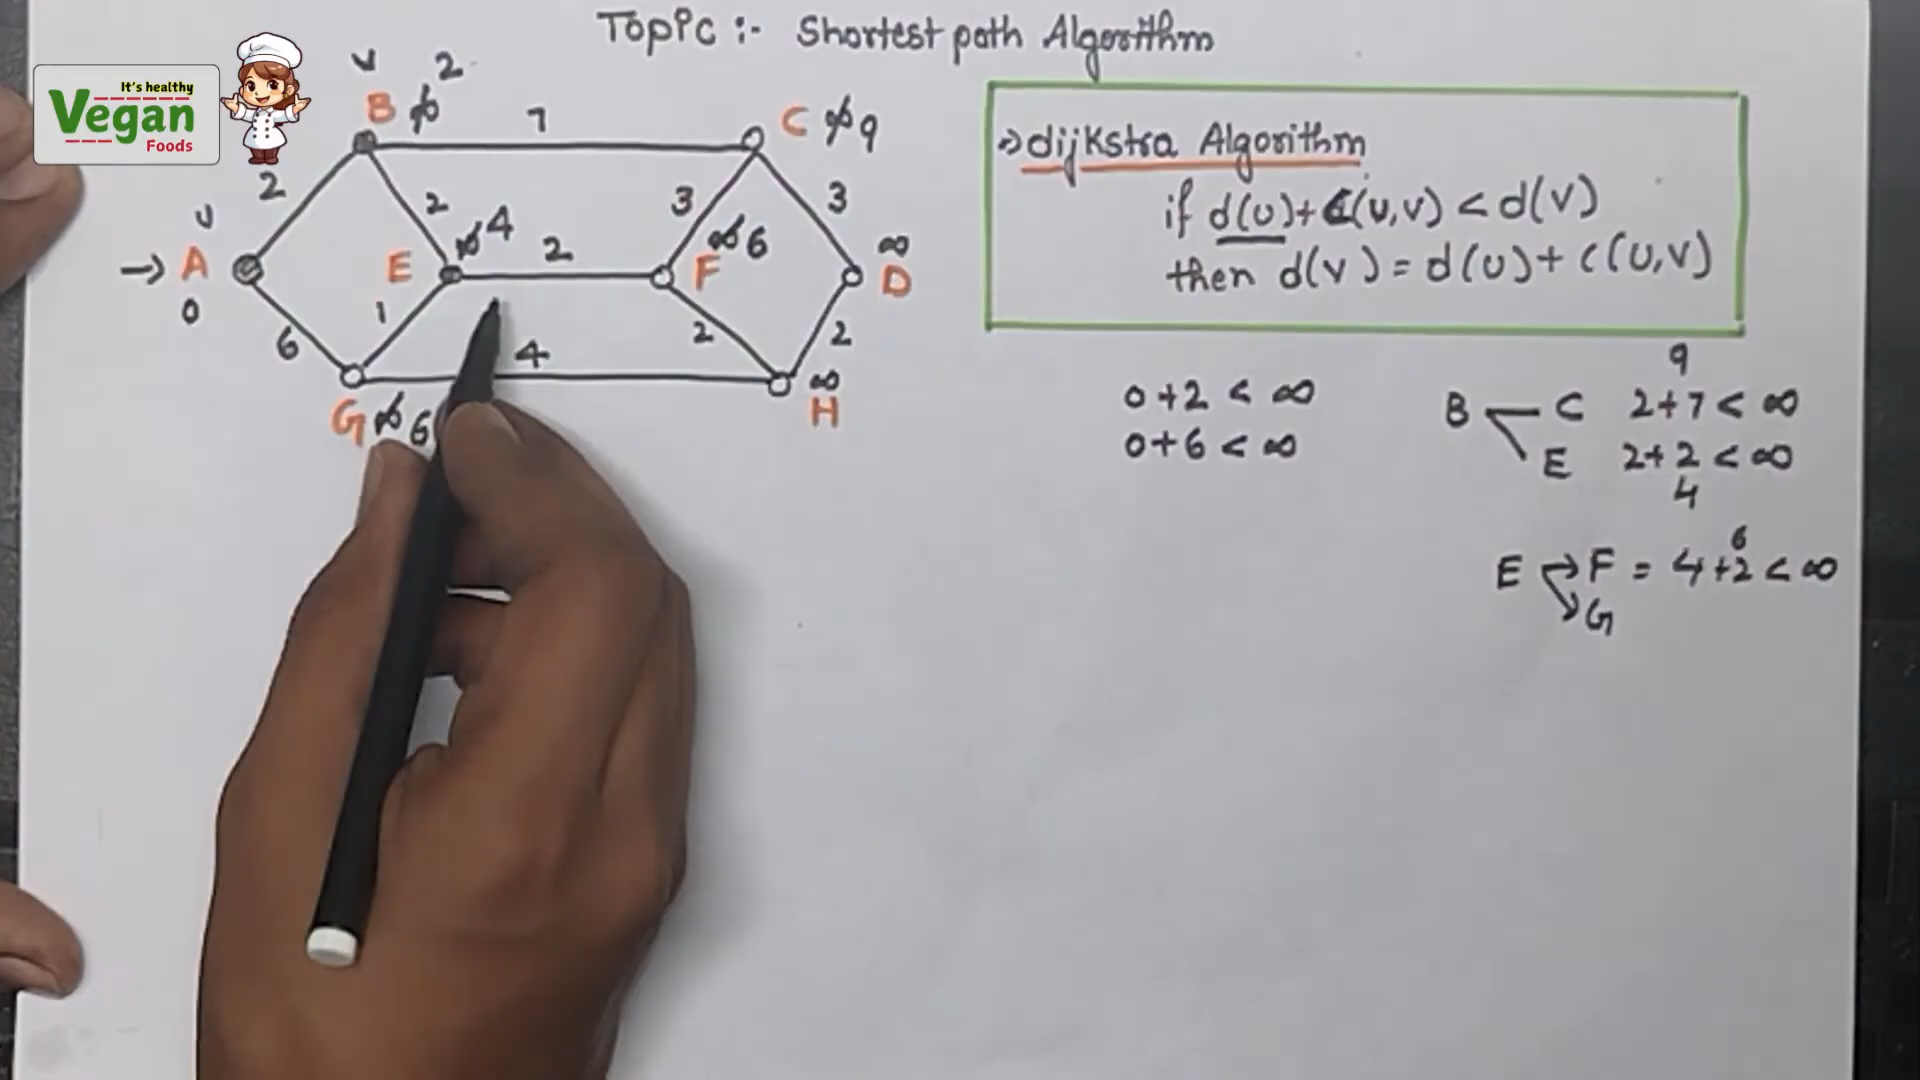 Topic :- Shortest path Algorithm
It's healthy
Vegan
Foods
V 2
B ∞ 7 C ∞ 9
2 2 3 3
V ∞ 4 2 ∞ 6 ∞
→ A E F D
0 1 2 2
6 4 ∞
G ∞ 6 H
⇒ dijkstra Algorithm
if d(u) + C(u,v) < d(v)
then d(v) = d(u) + c(u,v)
0 + 2 < ∞
0 + 6 < ∞
9
B C 2 + 7 < ∞
E 2 + 2 < ∞
4
6
E → F = 4 + 2 < ∞
→ G